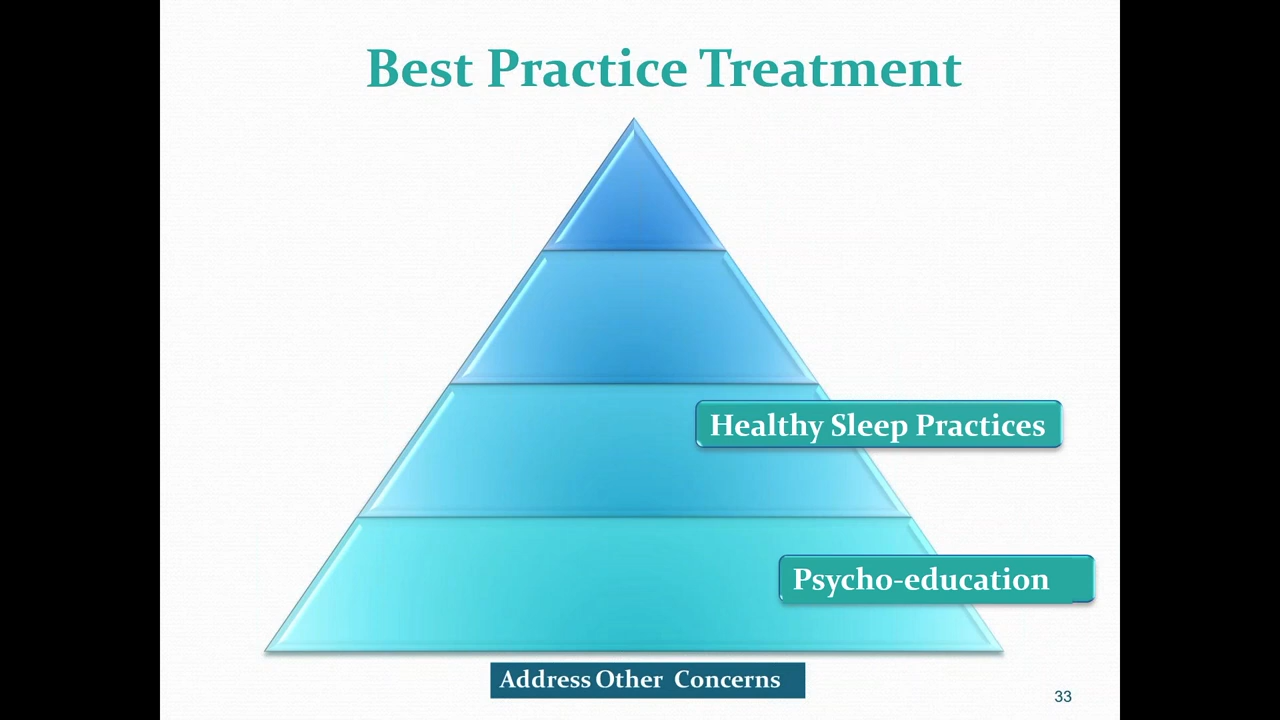 Best Practice Treatment
Healthy Sleep Practices
Psycho-education
Address Other Concerns
33